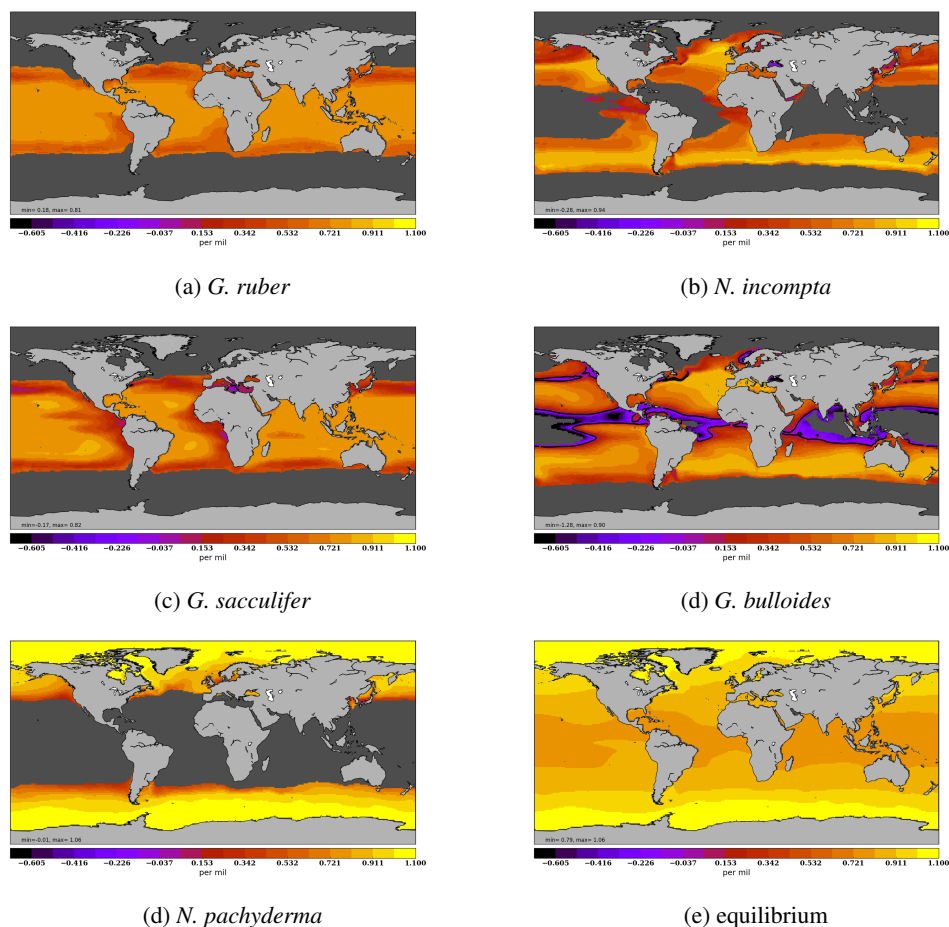 min= 0.18, max= 0.81
−0.605 −0.416 −0.226 −0.037 0.153 0.342 0.532 0.721 0.911 1.100
per mil
(a) G. ruber
min=-0.28, max= 0.94
−0.605 −0.416 −0.226 −0.037 0.153 0.342 0.532 0.721 0.911 1.100
per mil
(b) N. incompta
min=-0.17, max= 0.82
−0.605 −0.416 −0.226 −0.037 0.153 0.342 0.532 0.721 0.911 1.100
per mil
(c) G. sacculifer
min=-1.28, max= 0.90
−0.605 −0.416 −0.226 −0.037 0.153 0.342 0.532 0.721 0.911 1.100
per mil
(d) G. bulloides
min=-0.01, max= 1.06
−0.605 −0.416 −0.226 −0.037 0.153 0.342 0.532 0.721 0.911 1.100
per mil
(d) N. pachyderma
min= 0.79, max= 1.06
−0.605 −0.416 −0.226 −0.037 0.153 0.342 0.532 0.721 0.911 1.100
per mil
(e) equilibrium